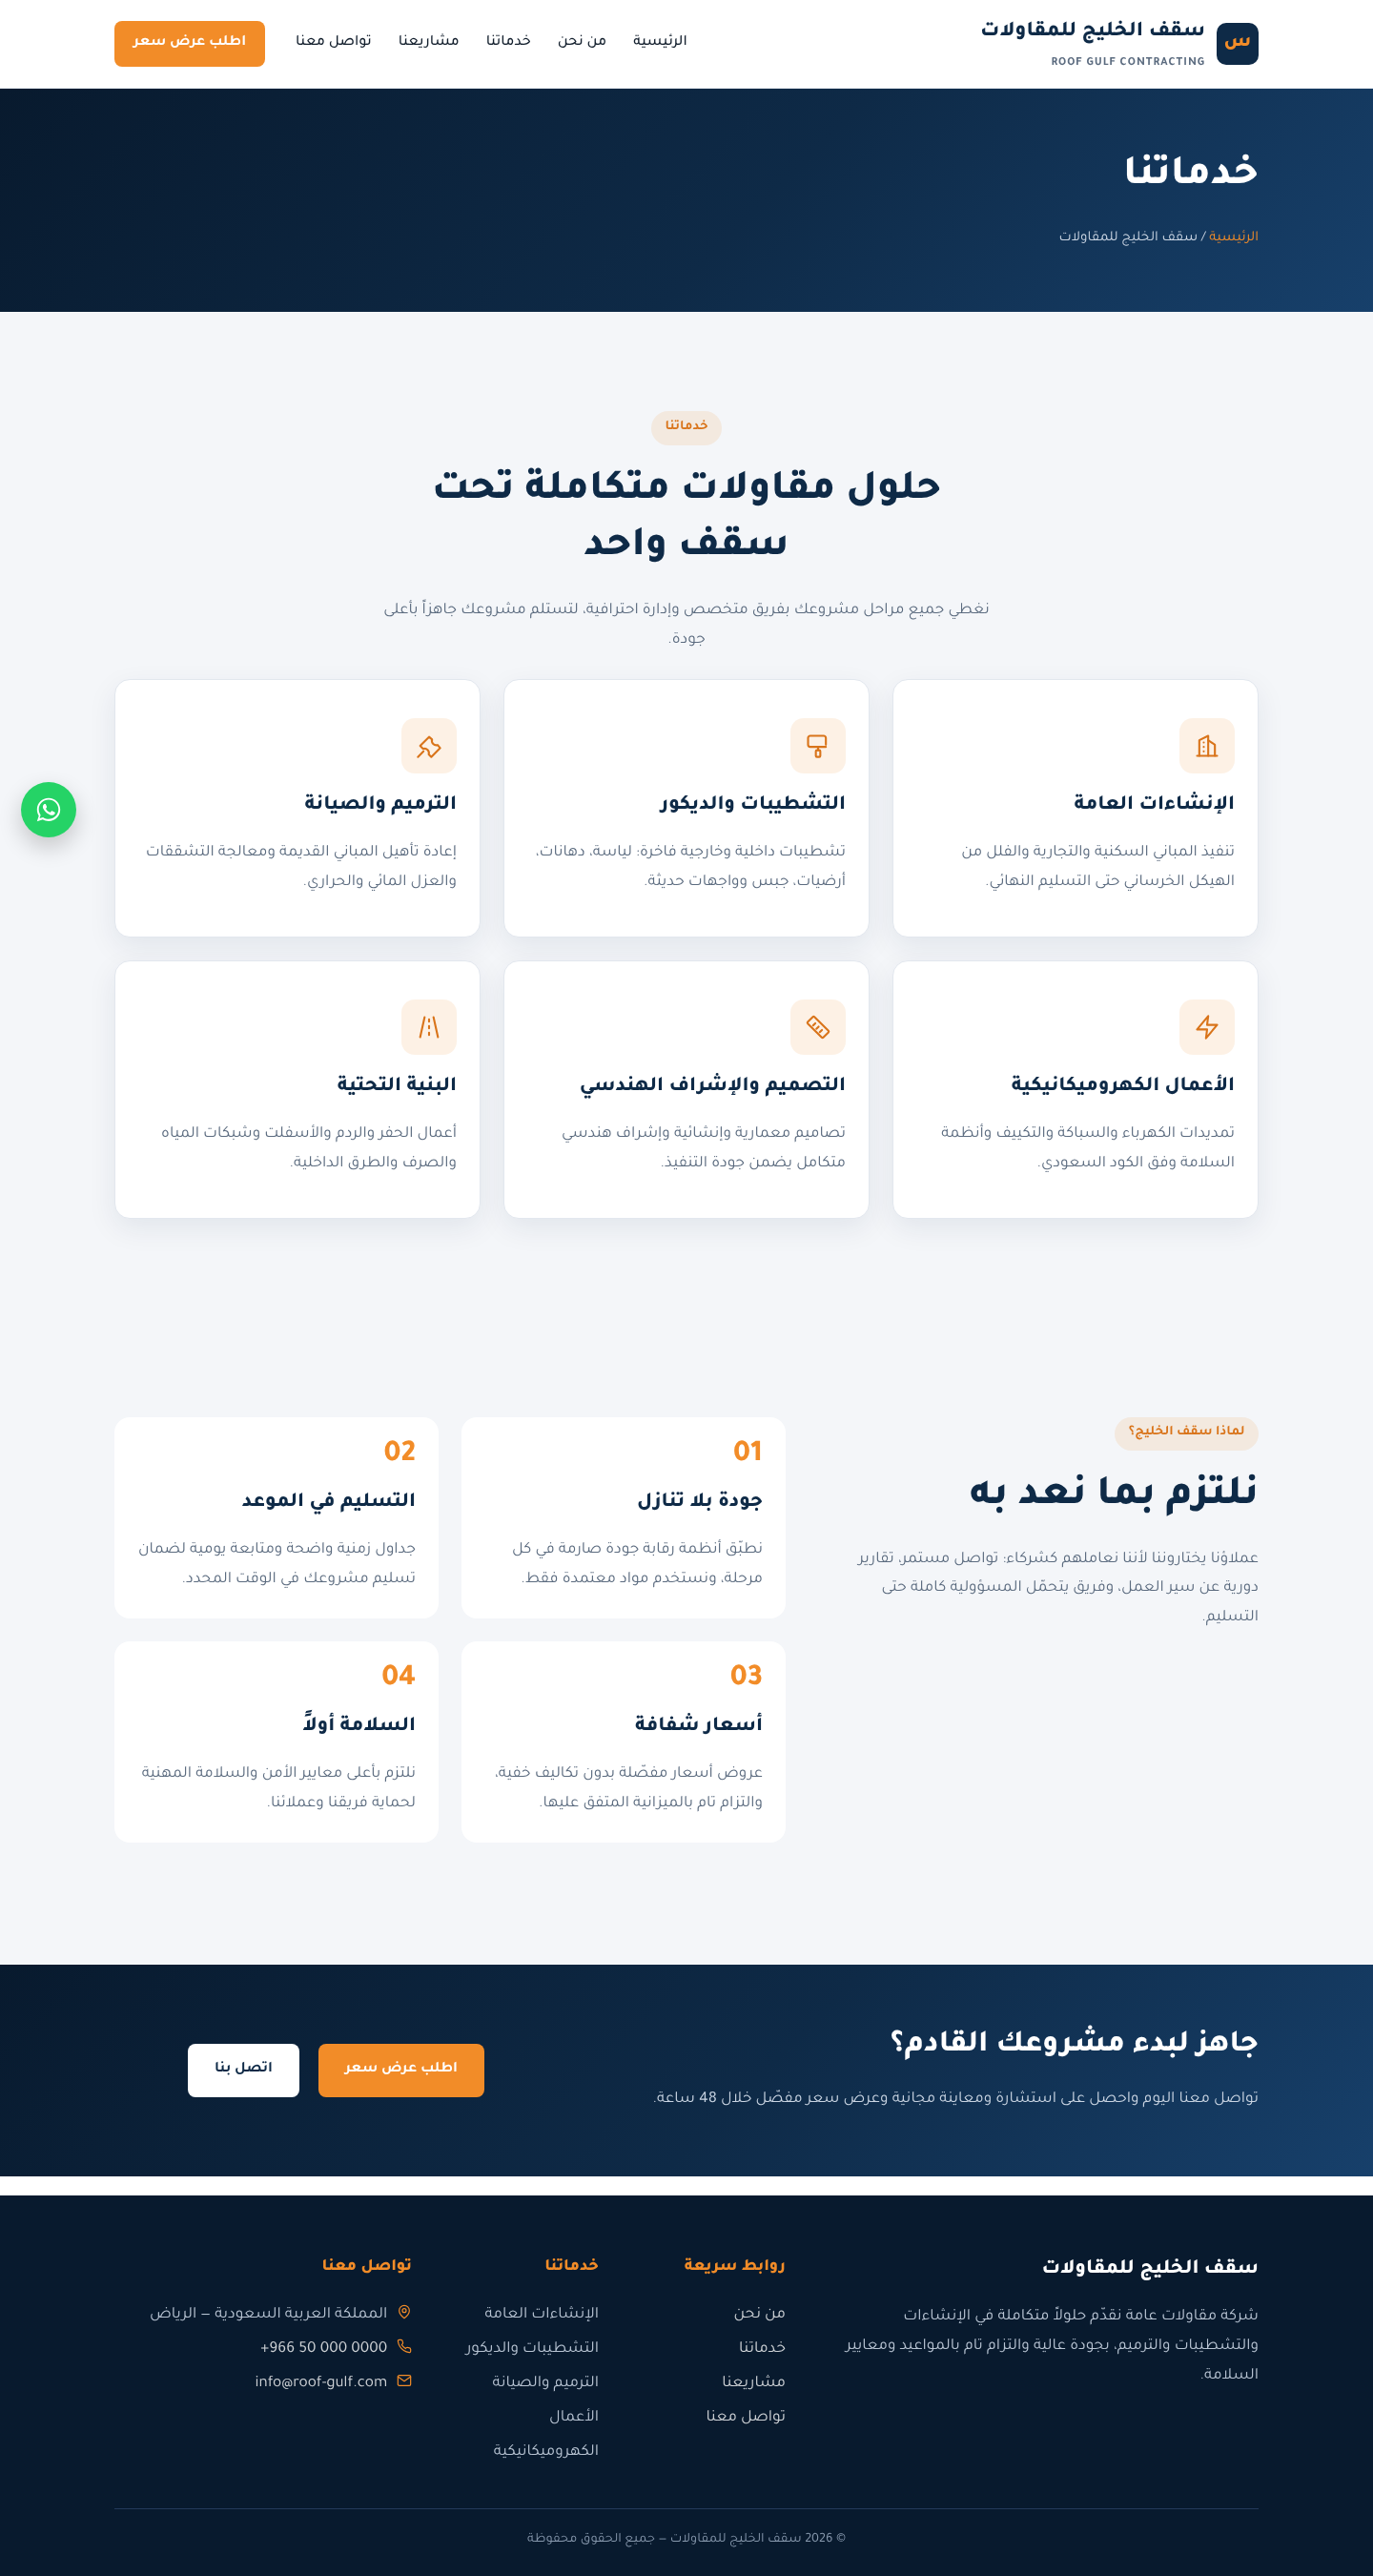 س
سقف الخليج للمقاولات
ROOF GULF CONTRACTING
الرئيسية
من نحن
خدماتنا
مشاريعنا
تواصل معنا
اطلب عرض سعر
خدماتنا
الرئيسية / سقف الخليج للمقاولات
خدماتنا
حلول مقاولات متكاملة تحت
سقف واحد
نغطي جميع مراحل مشروعك بفريق متخصص وإدارة احترافية، لتستلم مشروعك جاهزاً بأعلى
جودة.
الإنشاءات العامة
تنفيذ المباني السكنية والتجارية والفلل من
الهيكل الخرساني حتى التسليم النهائي.
التشطيبات والديكور
تشطيبات داخلية وخارجية فاخرة: لياسة، دهانات،
أرضيات، جبس وواجهات حديثة.
الترميم والصيانة
إعادة تأهيل المباني القديمة ومعالجة التشققات
والعزل المائي والحراري.
الأعمال الكهروميكانيكية
تمديدات الكهرباء والسباكة والتكييف وأنظمة
السلامة وفق الكود السعودي.
التصميم والإشراف الهندسي
تصاميم معمارية وإنشائية وإشراف هندسي
متكامل يضمن جودة التنفيذ.
البنية التحتية
أعمال الحفر والردم والأسفلت وشبكات المياه
والصرف والطرق الداخلية.
لماذا سقف الخليج؟
نلتزم بما نعد به
عملاؤنا يختاروننا لأننا نعاملهم كشركاء: تواصل مستمر، تقارير
دورية عن سير العمل، وفريق يتحمّل المسؤولية كاملة حتى
التسليم.
01
جودة بلا تنازل
نطبّق أنظمة رقابة جودة صارمة في كل
مرحلة، ونستخدم مواد معتمدة فقط.
02
التسليم في الموعد
جداول زمنية واضحة ومتابعة يومية لضمان
تسليم مشروعك في الوقت المحدد.
03
أسعار شفافة
عروض أسعار مفصّلة بدون تكاليف خفية،
والتزام تام بالميزانية المتفق عليها.
04
السلامة أولاً
نلتزم بأعلى معايير الأمن والسلامة المهنية
لحماية فريقنا وعملائنا.
جاهز لبدء مشروعك القادم؟
تواصل معنا اليوم واحصل على استشارة ومعاينة مجانية وعرض سعر مفصّل خلال 48 ساعة.
اطلب عرض سعر
اتصل بنا
سقف الخليج للمقاولات
شركة مقاولات عامة نقدّم حلولاً متكاملة في الإنشاءات
والتشطيبات والترميم، بجودة عالية والتزام تام بالمواعيد ومعايير
السلامة.
روابط سريعة
من نحن
خدماتنا
مشاريعنا
تواصل معنا
خدماتنا
الإنشاءات العامة
التشطيبات والديكور
الترميم والصيانة
الأعمال
الكهروميكانيكية
تواصل معنا
المملكة العربية السعودية – الرياض
+966 50 000 0000
info@roof-gulf.com
© 2026 سقف الخليج للمقاولات – جميع الحقوق محفوظة